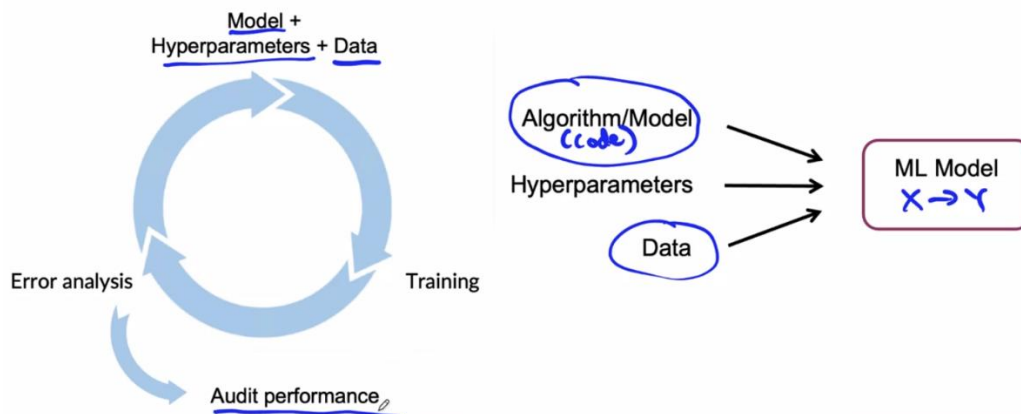 Model +
Hyperparameters + Data
Error analysis
Training
Audit performance
Algorithm/Model
(code)
Hyperparameters
Data
ML Model
X → Y